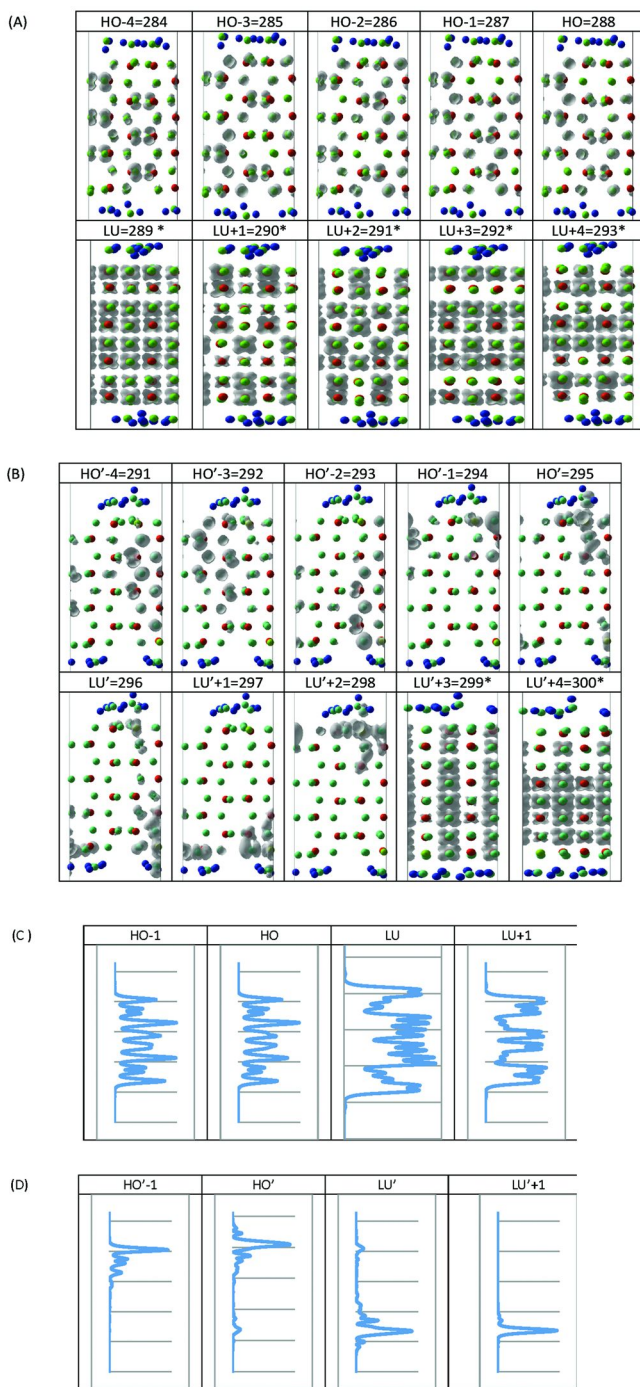 (A)
HO-4=284 HO-3=285 HO-2=286 HO-1=287 HO=288
LU=289 * LU+1=290* LU+2=291* LU+3=292* LU+4=293*
(B)
HO'-4=291 HO'-3=292 HO'-2=293 HO'-1=294 HO'=295
LU'=296 LU'+1=297 LU'+2=298 LU'+3=299* LU'+4=300*
(C )
HO-1 HO LU LU+1
(D)
HO'-1 HO' LU' LU'+1